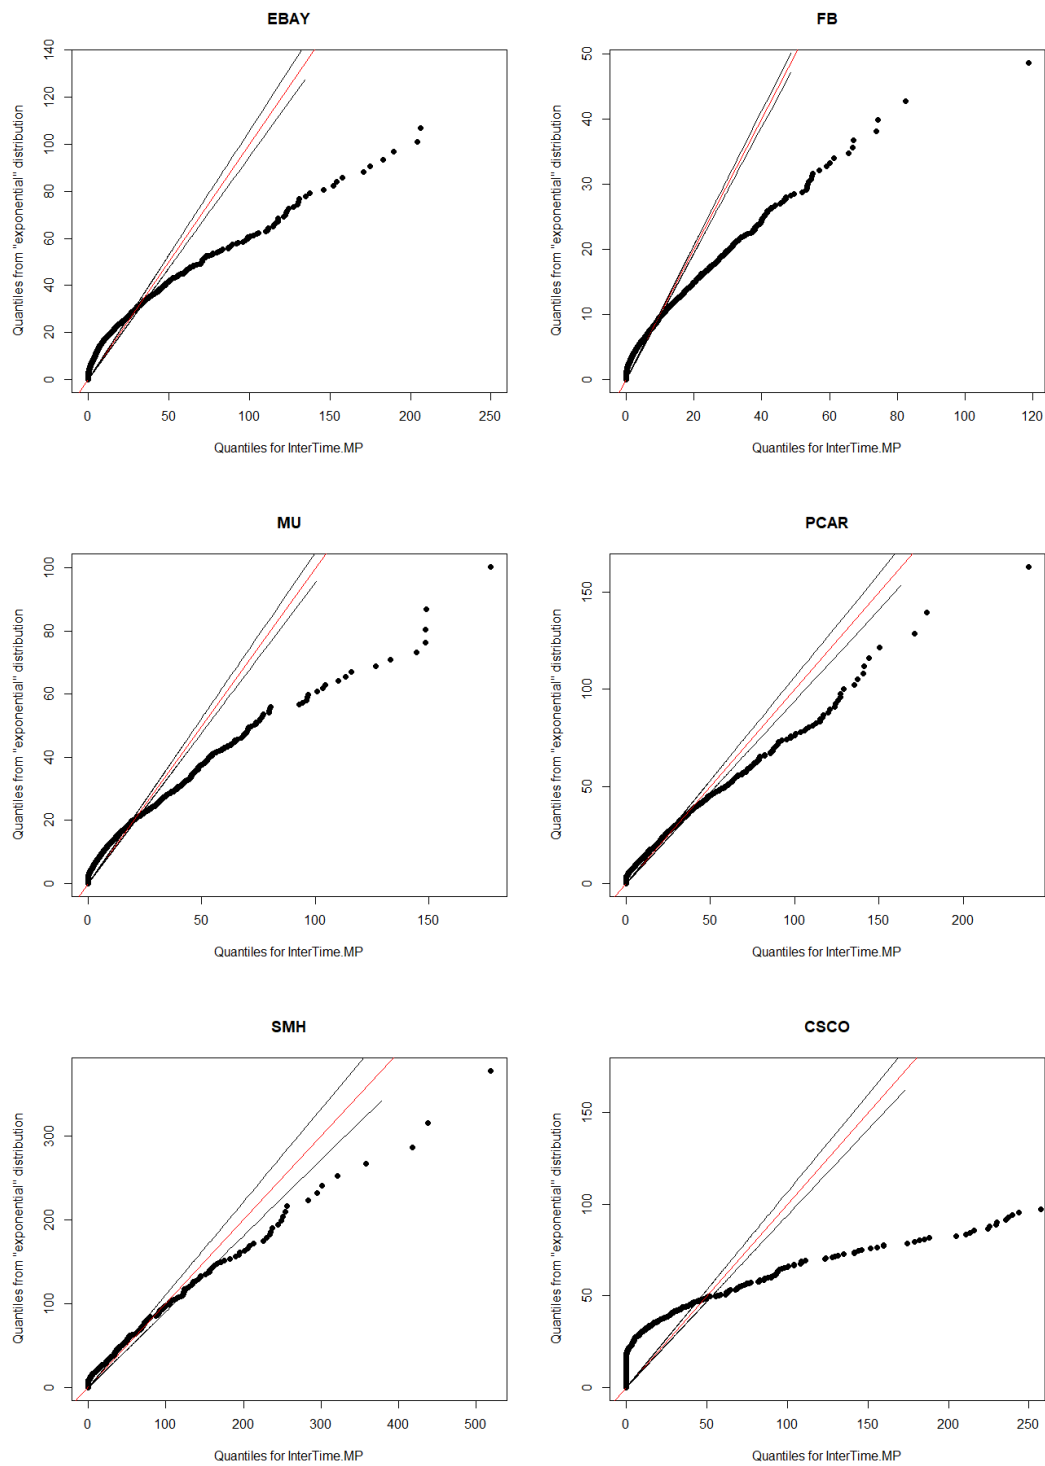 EBAY
Quantiles from "exponential" distribution
0 20 40 60 80 100 120 140
0 50 100 150 200 250
Quantiles for InterTime.MP
FB
Quantiles from "exponential" distribution
0 10 20 30 40 50
0 20 40 60 80 100 120
Quantiles for InterTime.MP
MU
Quantiles from "exponential" distribution
0 20 40 60 80 100
0 50 100 150
Quantiles for InterTime.MP
PCAR
Quantiles from "exponential" distribution
0 50 100 150
0 50 100 150 200
Quantiles for InterTime.MP
SMH
Quantiles from "exponential" distribution
0 100 200 300
0 100 200 300 400 500
Quantiles for InterTime.MP
CSCO
Quantiles from "exponential" distribution
0 50 100 150
0 50 100 150 200 250
Quantiles for InterTime.MP